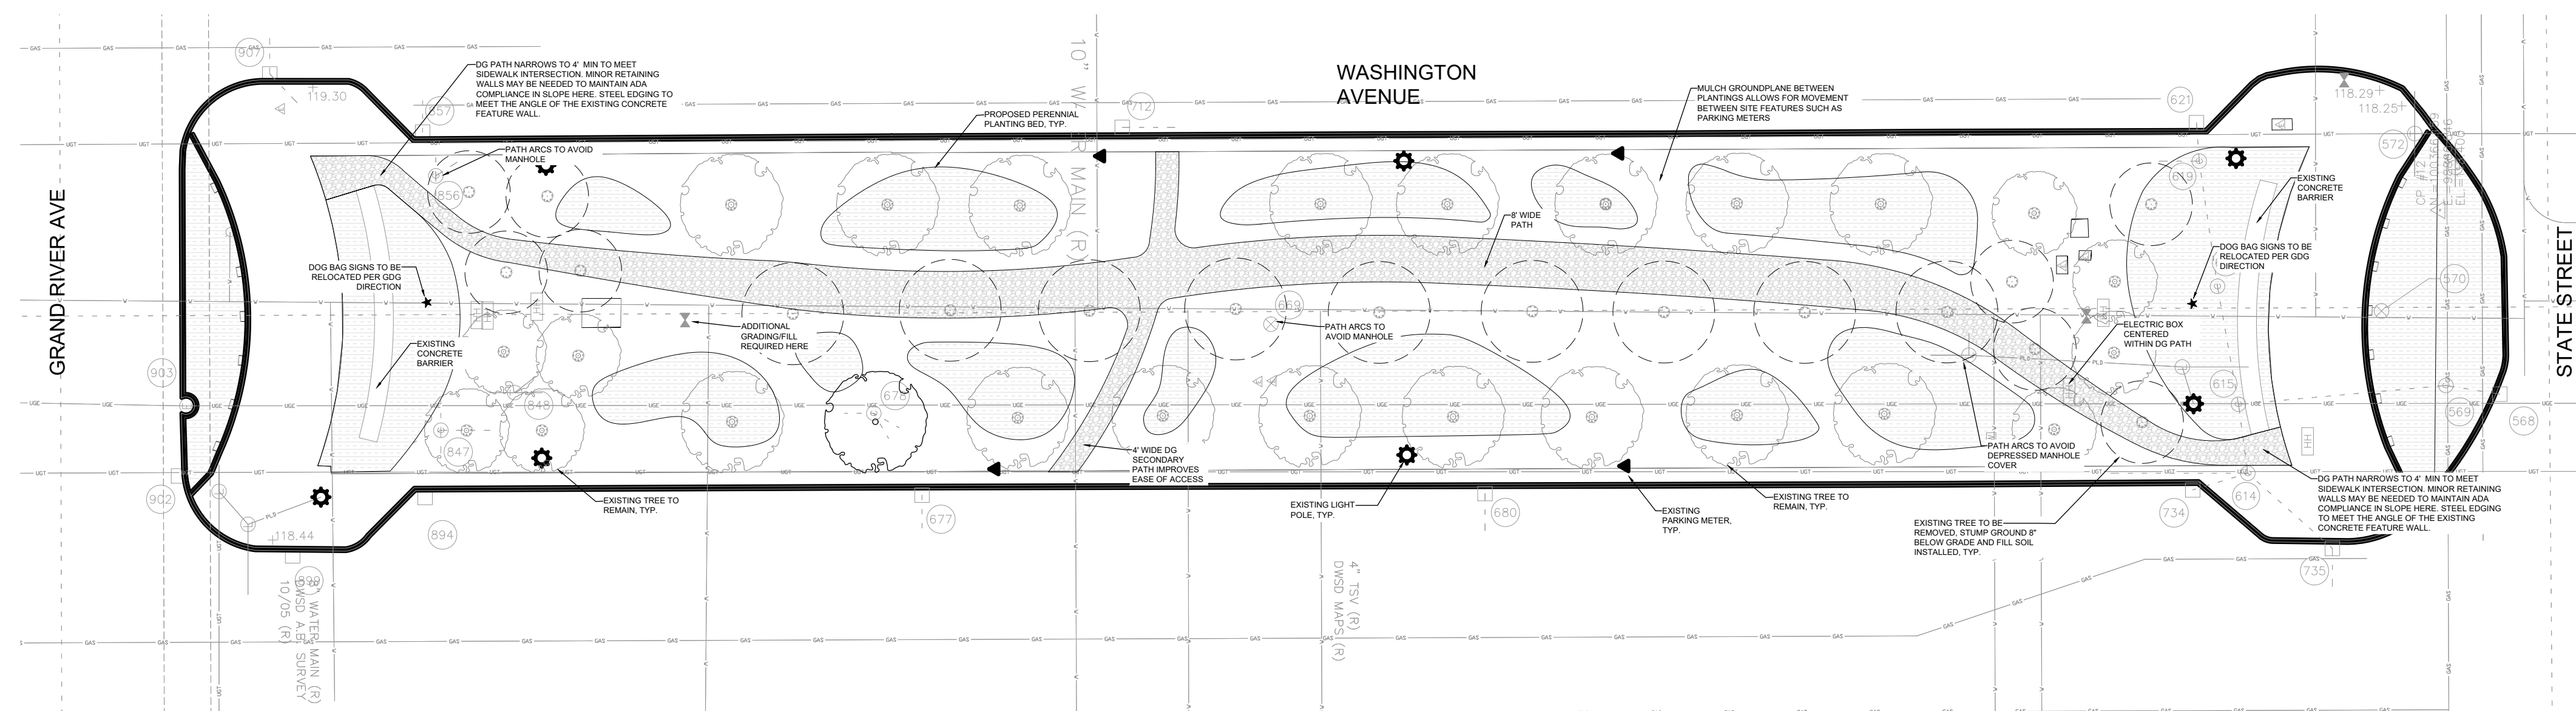 WASHINGTON
AVENUE
GRAND RIVER AVE
STATE STREET
DG PATH NARROWS TO 4' MIN TO MEET
SIDEWALK INTERSECTION. MINOR RETAINING
WALLS MAY BE NEEDED TO MAINTAIN ADA
COMPLIANCE IN SLOPE HERE. STEEL EDGING TO
MEET THE ANGLE OF THE EXISTING CONCRETE
FEATURE WALL.
PATH ARCS TO AVOID
MANHOLE
PROPOSED PERENNIAL
PLANTING BED, TYP.
MULCH GROUNDPLANE BETWEEN
PLANTINGS ALLOWS FOR MOVEMENT
BETWEEN SITE FEATURES SUCH AS
PARKING METERS
8' WIDE
PATH
EXISTING
CONCRETE
BARRIER
DOG BAG SIGNS TO BE
RELOCATED PER GDG
DIRECTION
DOG BAG SIGNS TO BE
RELOCATED PER GDG
DIRECTION
EXISTING
CONCRETE
BARRIER
ADDITIONAL
GRADING/FILL
REQUIRED HERE
PATH ARCS TO
AVOID MANHOLE
ELECTRIC BOX
CENTERED
WITHIN DG PATH
4' WIDE DG
SECONDARY
PATH IMPROVES
EASE OF ACCESS
PATH ARCS TO AVOID
DEPRESSED MANHOLE
COVER
EXISTING TREE TO
REMAIN, TYP.
EXISTING LIGHT
POLE, TYP.
EXISTING
PARKING METER,
TYP.
EXISTING TREE TO
REMAIN, TYP.
EXISTING TREE TO BE
REMOVED, STUMP GROUND 8"
BELOW GRADE AND FILL SOIL
INSTALLED, TYP.
DG PATH NARROWS TO 4' MIN TO MEET
SIDEWALK INTERSECTION. MINOR RETAINING
WALLS MAY BE NEEDED TO MAINTAIN ADA
COMPLIANCE IN SLOPE HERE. STEEL EDGING
TO MEET THE ANGLE OF THE EXISTING
CONCRETE FEATURE WALL.
907
119.30
857
856
712
621
118.29
118.25
572
619
570
669
903
848
847
678
615
569
568
902
118.44
894
677
680
734
614
735
4" TSV (R)
DWSD MAPS (R)
8" WATER MAIN (R)
10/05 (R)
GAS
UGT
UGE
PLD
W
HH